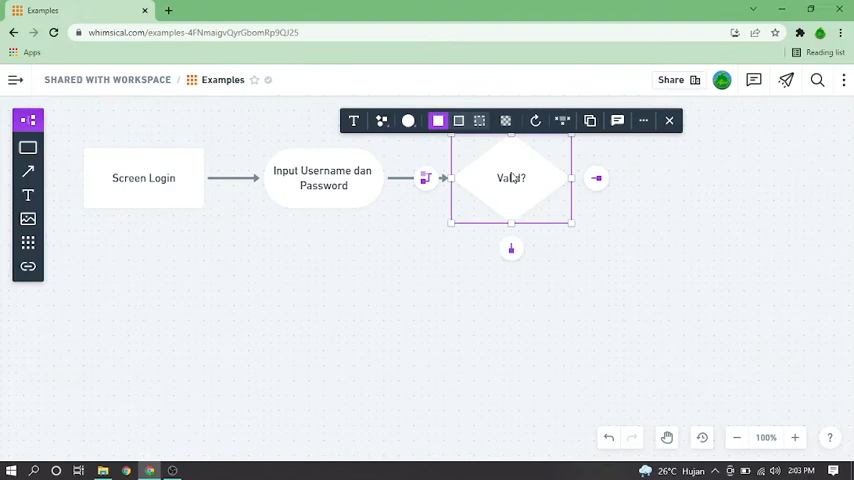 Examples
whimsical.com/examples-4FNmaigvQyrGbomRp9QJ25
Apps
Reading list
SHARED WITH WORKSPACE / Examples
Share
T
Screen Login
Input Username dan
Password
Valid?
T
100%
?
26°C Hujan
2:03 PM